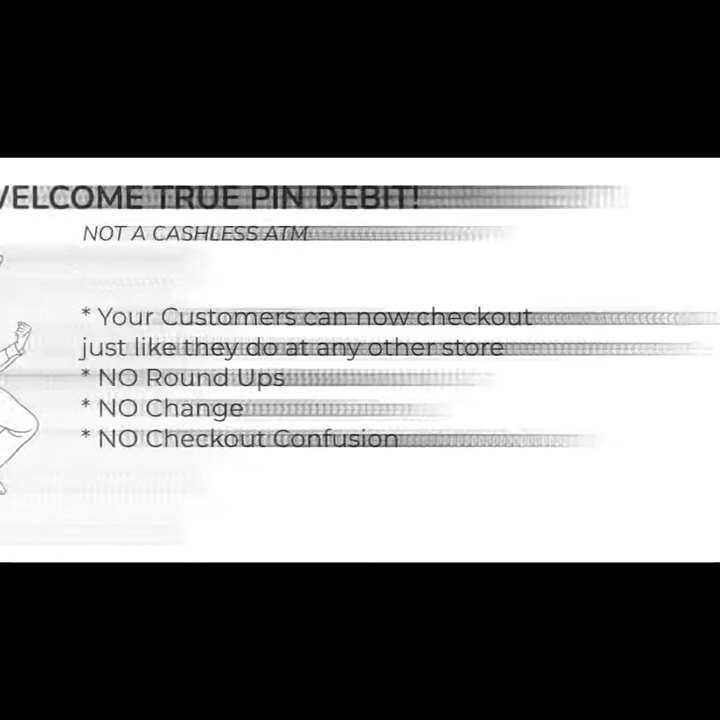 VELCOME TRUE PIN DEBIT!
NOT A CASHLESS ATM
* Your Customers can now checkout
just like they do at any other store
* NO Round Ups
* NO Change
* NO Checkout Confusion